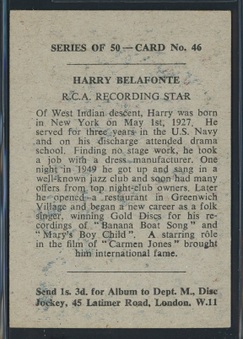 SERIES OF 50—CARD No. 46
HARRY BELAFONTE
R.C.A. RECORDING STAR
Of West Indian descent, Harry was born
in New York on May 1st, 1927. He
served for three years in the U.S. Navy
and on his discharge attended drama
school. Finding no stage work, he took
a job with a dress manufacturer. One
night in 1949 he got up and sang in a
well-known jazz club and soon had many
offers from top night-club owners. Later
he opened a restaurant in Greenwich
Village and began a new career as a folk
singer, winning Gold Discs for his re-
cordings of "Banana Boat Song" and
"Mary's Boy Child". A starring rôle
in the film of "Carmen Jones" brought
him international fame.
Send 1s. 3d. for Album to Dept. M., Disc
Jockey, 45 Latimer Road, London. W.11